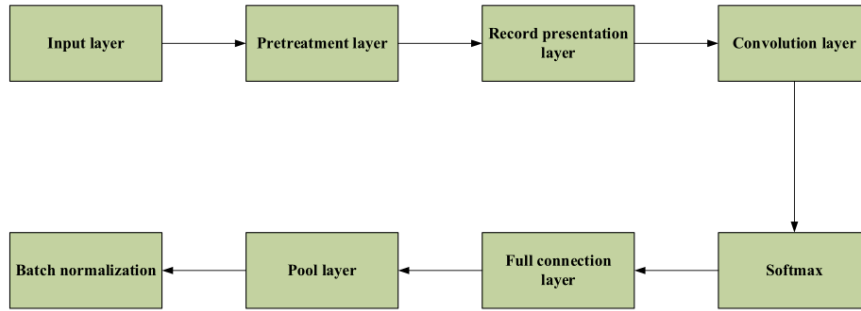 Input layer
Pretreatment layer
Record presentation
layer
Convolution layer
Batch normalization
Pool layer
Full connection
layer
Softmax